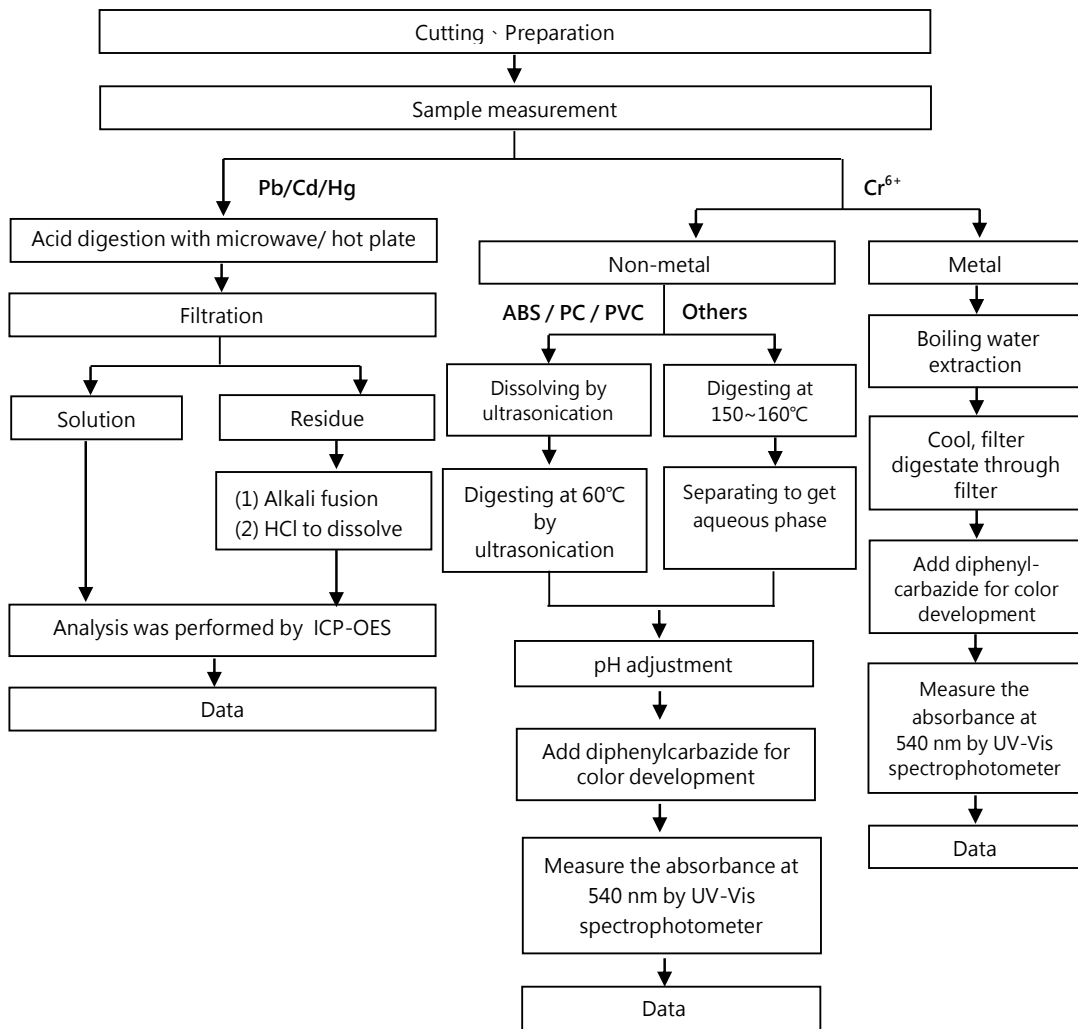 Cutting、Preparation
Sample measurement
Pb/Cd/Hg
Cr6+
Acid digestion with microwave/ hot plate
Filtration
Solution
Residue
(1) Alkali fusion
(2) HCl to dissolve
Analysis was performed by ICP-OES
Data
Non-metal
ABS / PC / PVC
Others
Dissolving by
ultrasonication
Digesting at 60℃
by
ultrasonication
Digesting at
150~160℃
Separating to get
aqueous phase
pH adjustment
Add diphenylcarbazide for
color development
Measure the absorbance at
540 nm by UV-Vis
spectrophotometer
Data
Metal
Boiling water
extraction
Cool, filter
digestate through
filter
Add diphenyl-
carbazide for color
development
Measure the
absorbance at
540 nm by UV-Vis
spectrophotometer
Data